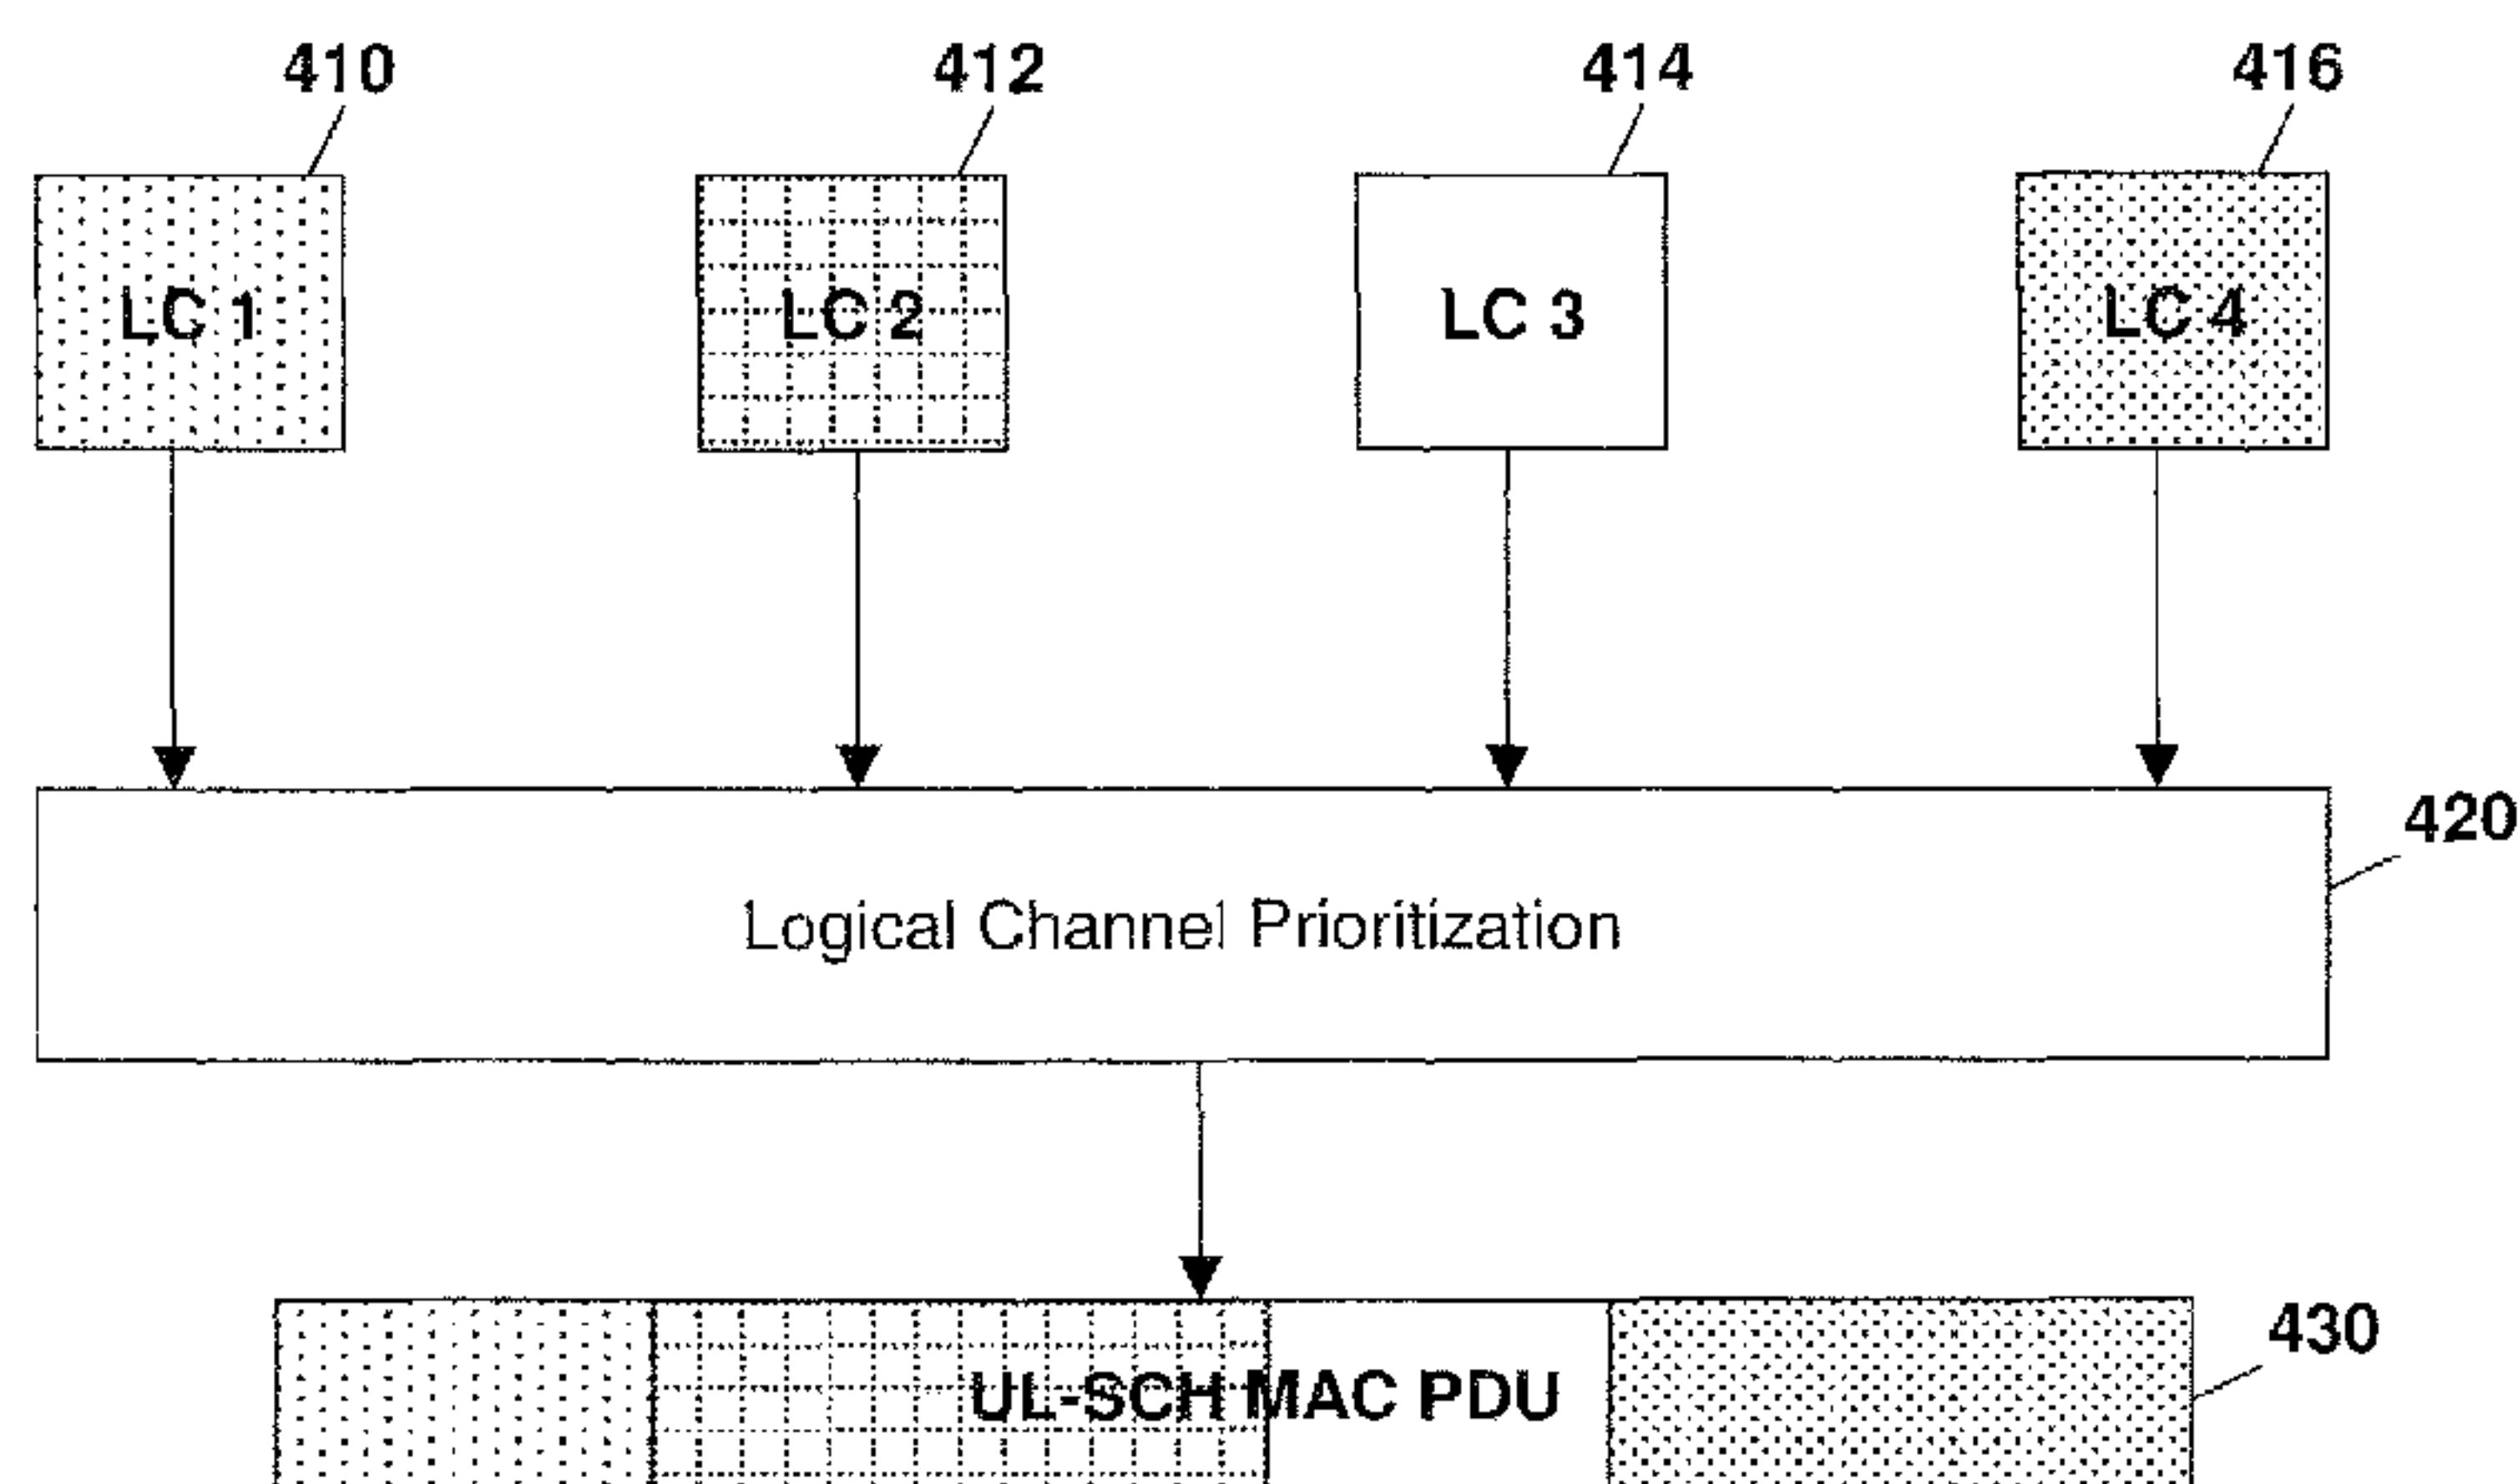 410 412 414 416
LC 1 LC 2 LC 3 LC 4
420
Logical Channel Prioritization
430
UL-SCH MAC PDU